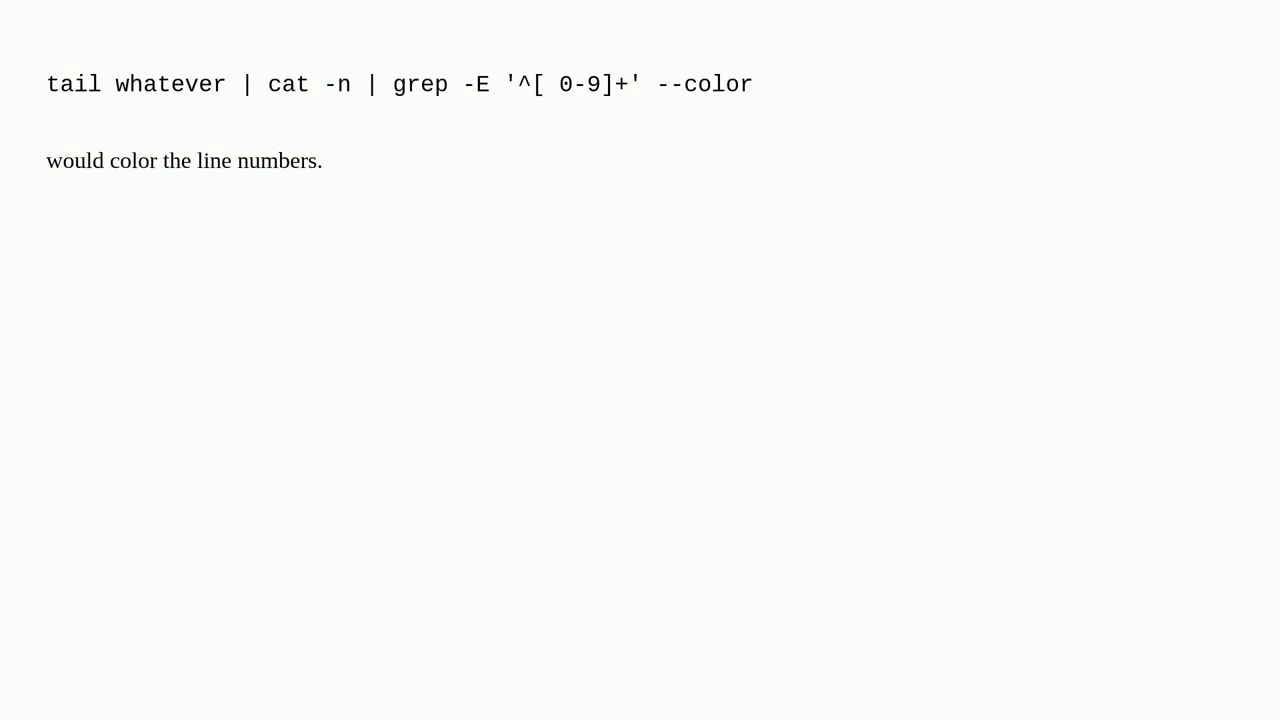 tail whatever | cat -n | grep -E '^[ 0-9]+' --color
would color the line numbers.